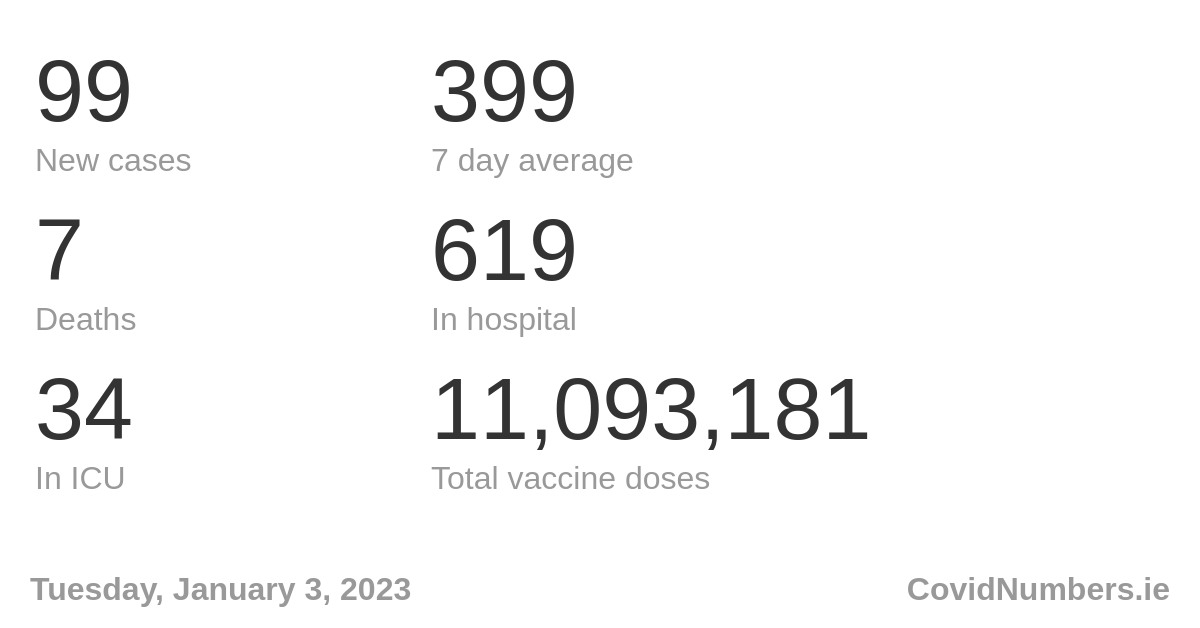 99
399
New cases
7 day average
7
619
Deaths
In hospital
34
11,093,181
In ICU
Total vaccine doses
Tuesday, January 3, 2023
CovidNumbers.ie